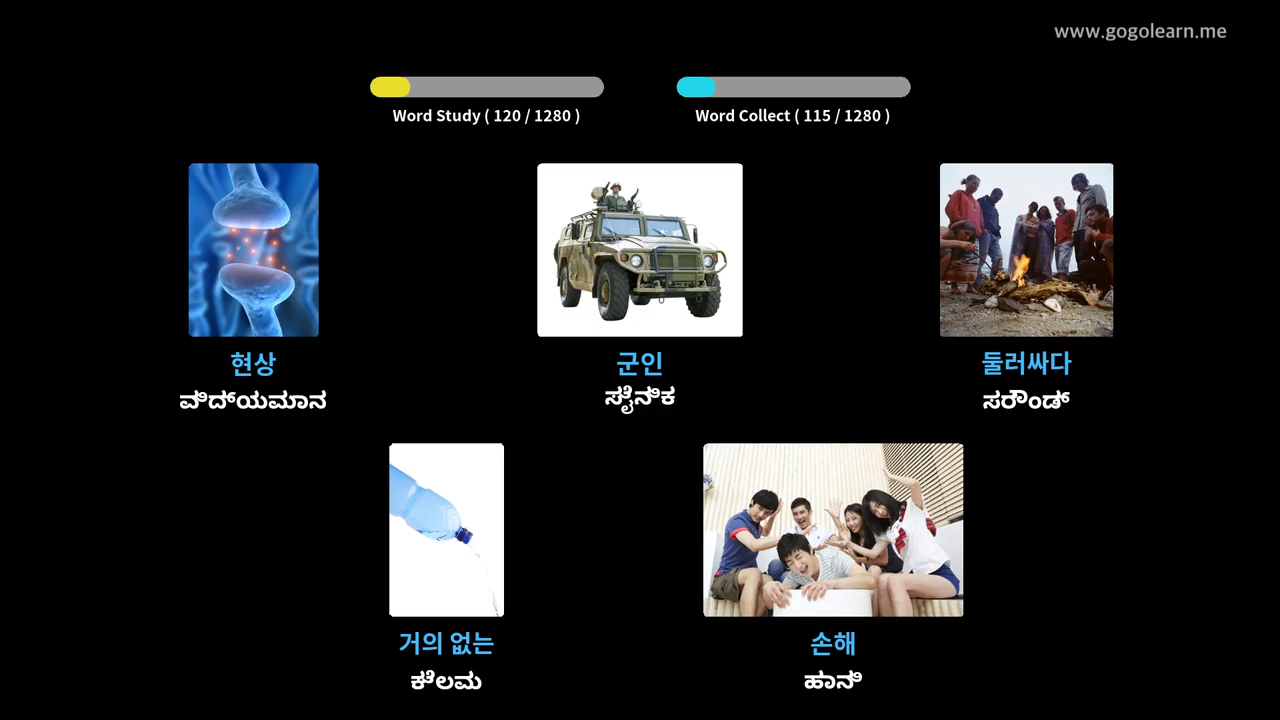 www.gogolearn.me
Word Study ( 120 / 1280 )
Word Collect ( 115 / 1280 )
현상
ವಿದ್ಯಮಾನ
군인
ಸೈನಿಕ
둘러싸다
ಸರೌಂಡ್
거의 없는
ಕೆಲಮ
손해
ಹಾನಿ